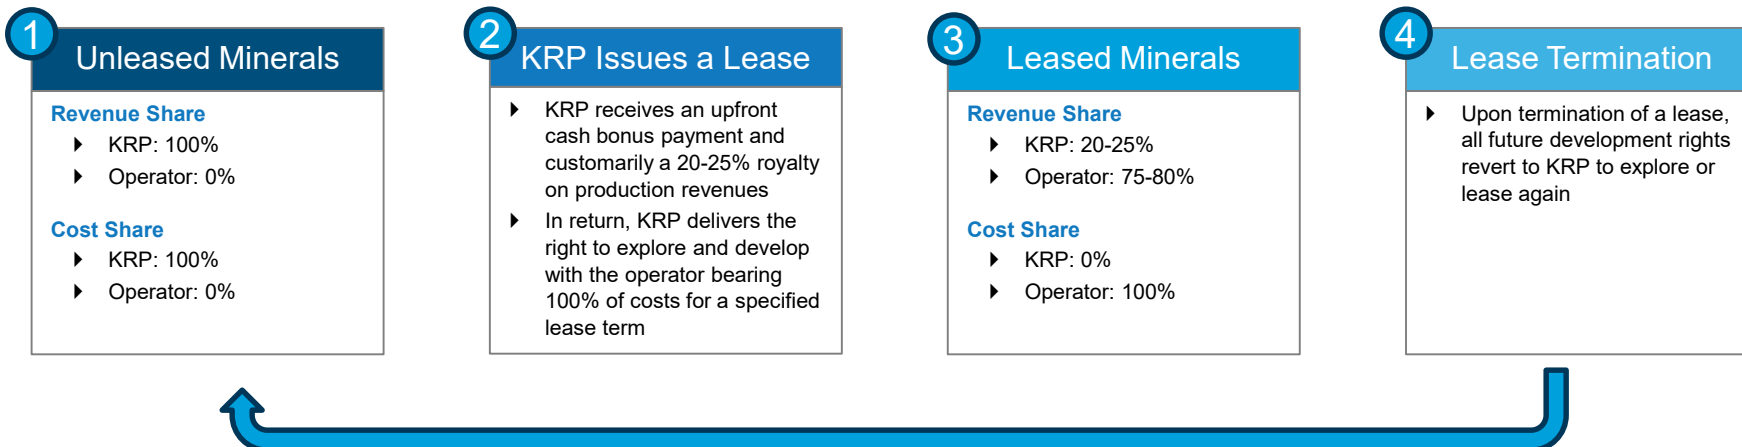 1
Unleased Minerals
Revenue Share
KRP: 100%
Operator: 0%
Cost Share
KRP: 100%
Operator: 0%
2
KRP Issues a Lease
KRP receives an upfront
cash bonus payment and
customarily a 20-25% royalty
on production revenues
In return, KRP delivers the
right to explore and develop
with the operator bearing
100% of costs for a specified
lease term
3
Leased Minerals
Revenue Share
KRP: 20-25%
Operator: 75-80%
Cost Share
KRP: 0%
Operator: 100%
4
Lease Termination
Upon termination of a lease,
all future development rights
revert to KRP to explore or
lease again